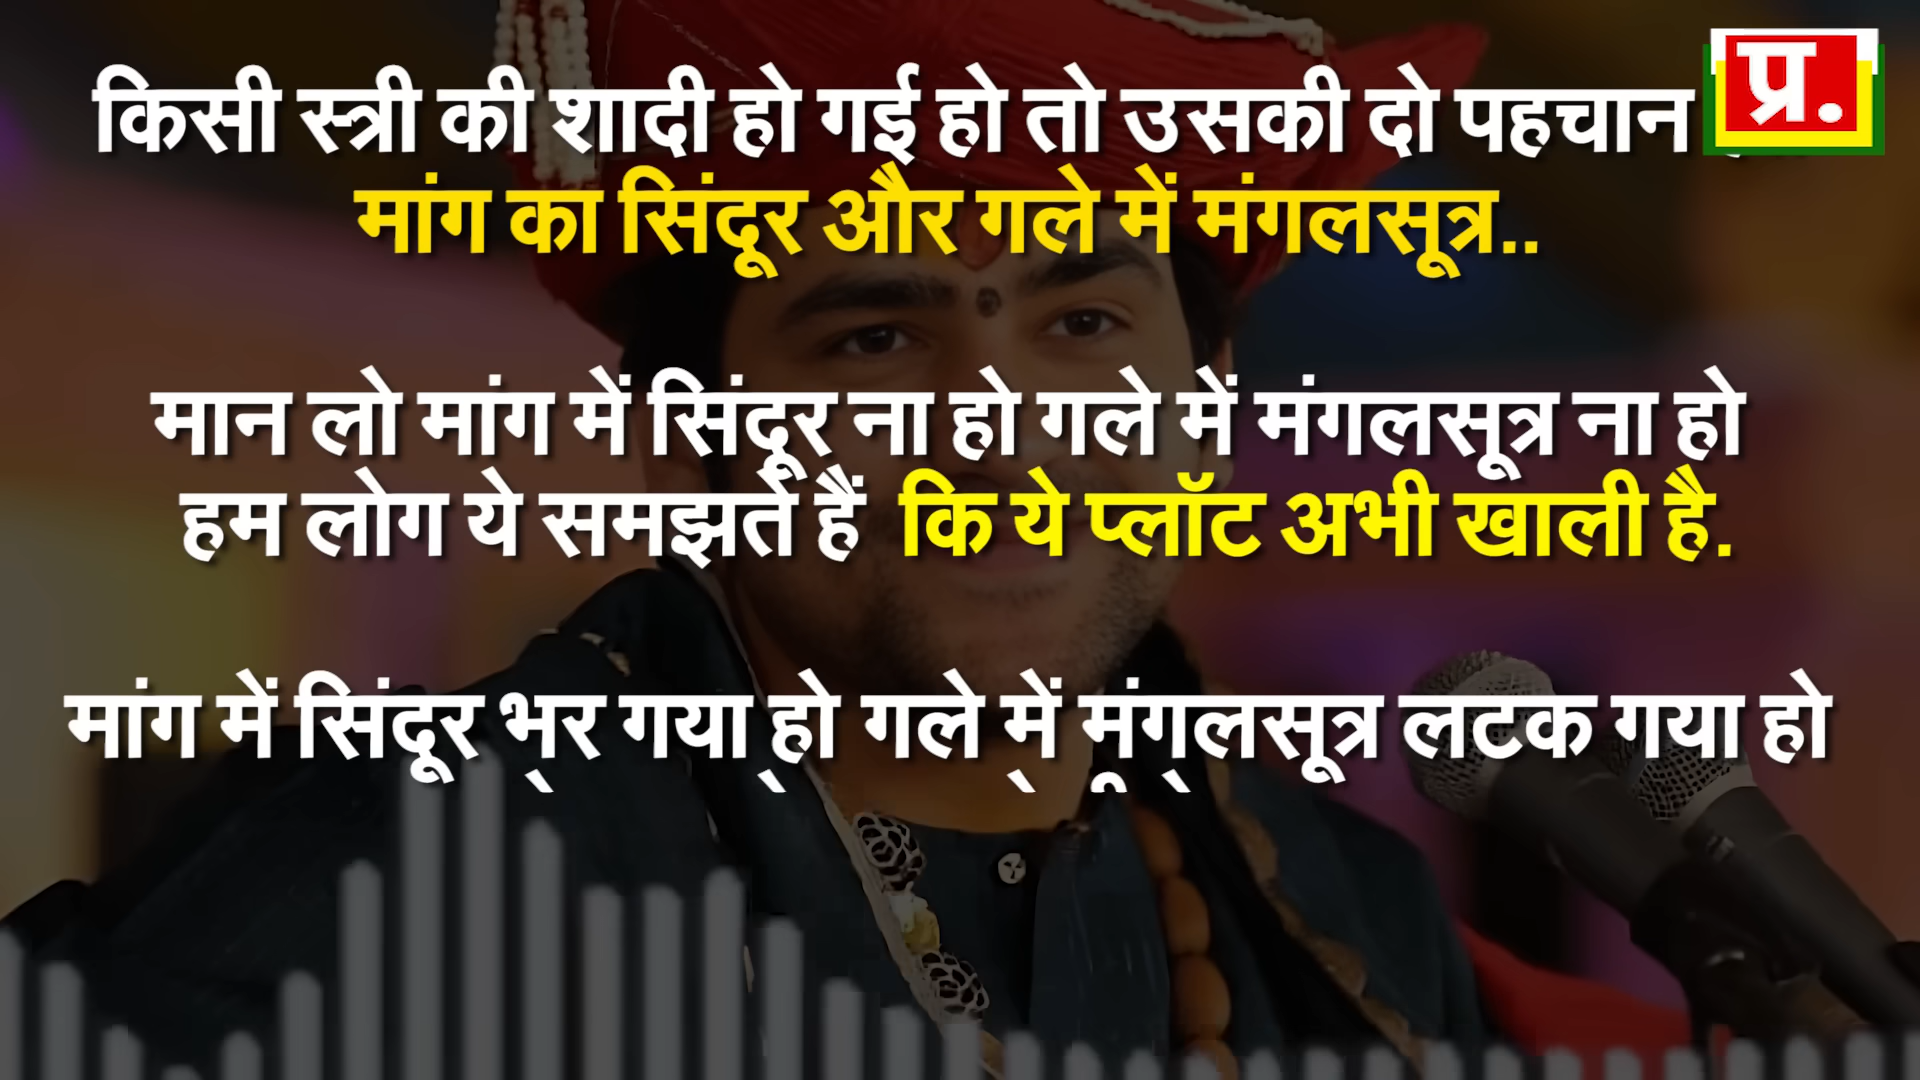 किसी स्त्री की शादी हो गई हो तो उसकी दो पहचान
प्र.
मांग का सिंदूर और गले में मंगलसूत्र..
मान लो मांग में सिंदूर ना हो गले में मंगलसूत्र ना हो
हम लोग ये समझते हैं कि ये प्लॉट अभी खाली है.
मांग में सिंदूर भर गया हो गले में मंगलसूत्र लटक गया हो